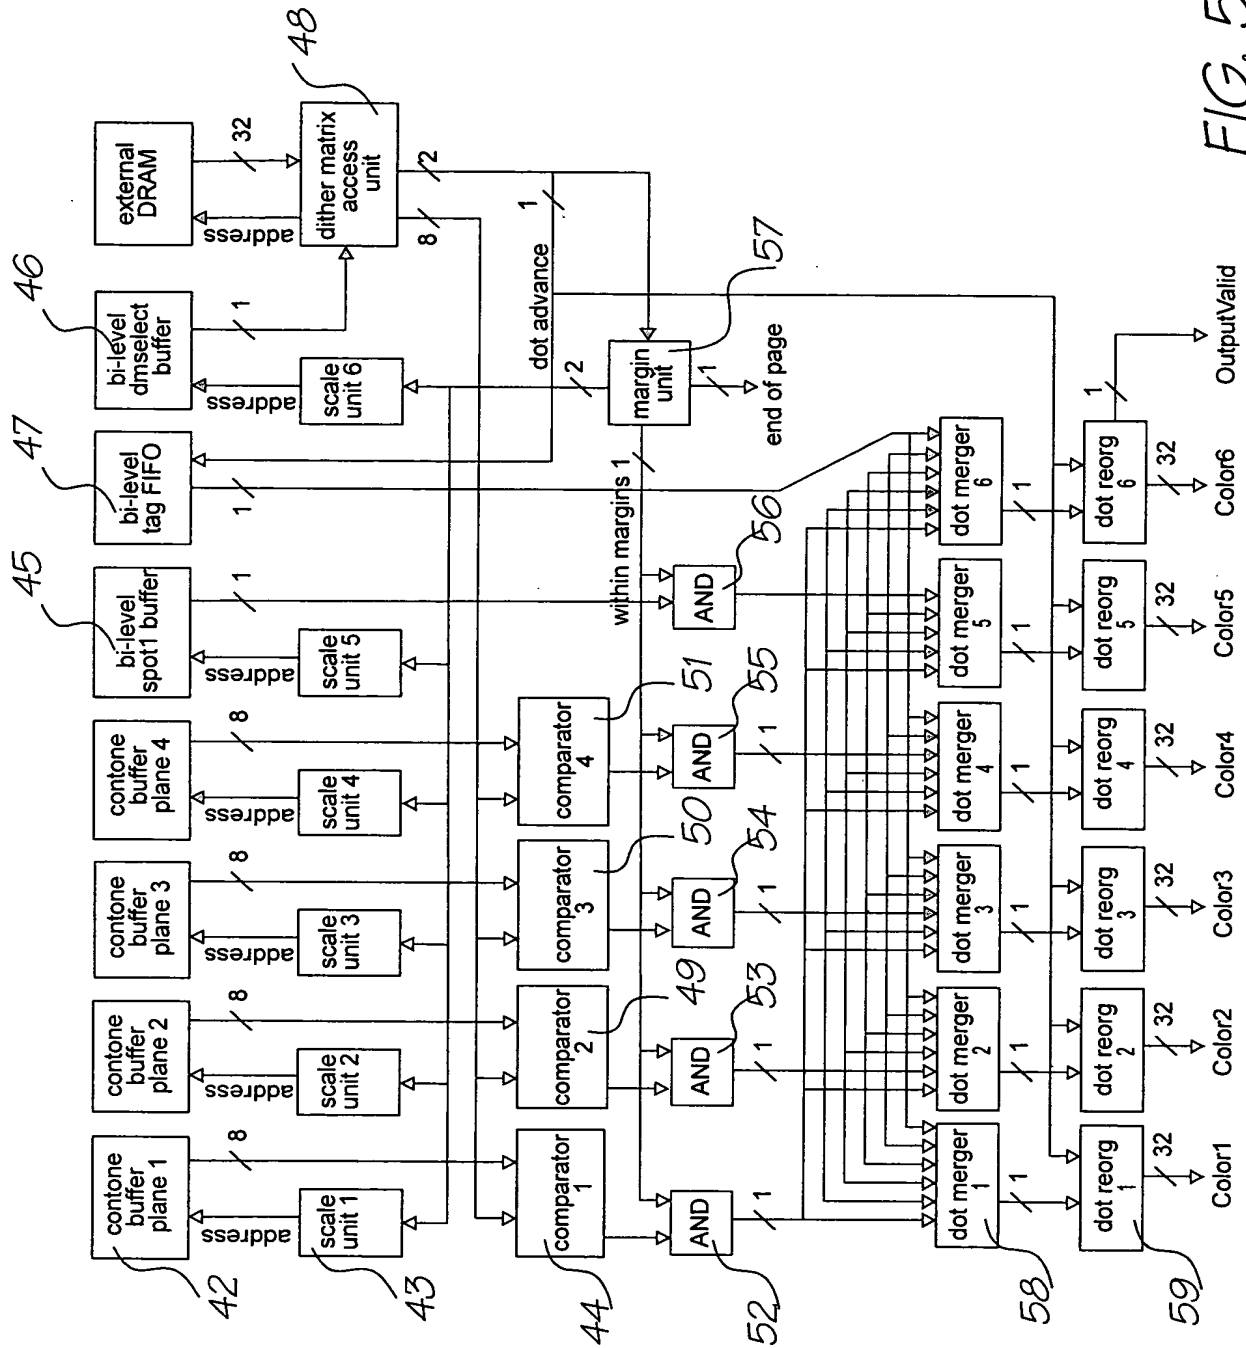 42
contone
buffer
plane 1
contone
buffer
plane 2
contone
buffer
plane 3
contone
buffer
plane 4
45
bi-level
spot1 buffer
47
bi-level
tag FIFO
46
bi-level
dmselect
buffer
external
DRAM
address
8
address
8
address
8
address
8
address
1
1
address
1
address
32
43
scale
unit 1
scale
unit 2
scale
unit 3
scale
unit 4
scale
unit 5
scale
unit 6
dither matrix
access
unit
48
8
2
dot advance
1
44
comparator
1
comparator
2
49
comparator
3
50
comparator
4
51
2
margin
unit
57
within margins
1
1
end of page
52
AND
AND
53
AND
54
AND
55
AND
56
1
1
1
1
58
dot merger
1
dot merger
2
dot merger
3
dot merger
4
dot merger
5
dot merger
6
1
1
1
1
1
1
59
dot reorg
1
dot reorg
2
dot reorg
3
dot reorg
4
dot reorg
5
dot reorg
6
1
32
32
32
32
32
32
Color1
Color2
Color3
Color4
Color5
Color6
OutputValid
FIG. 5